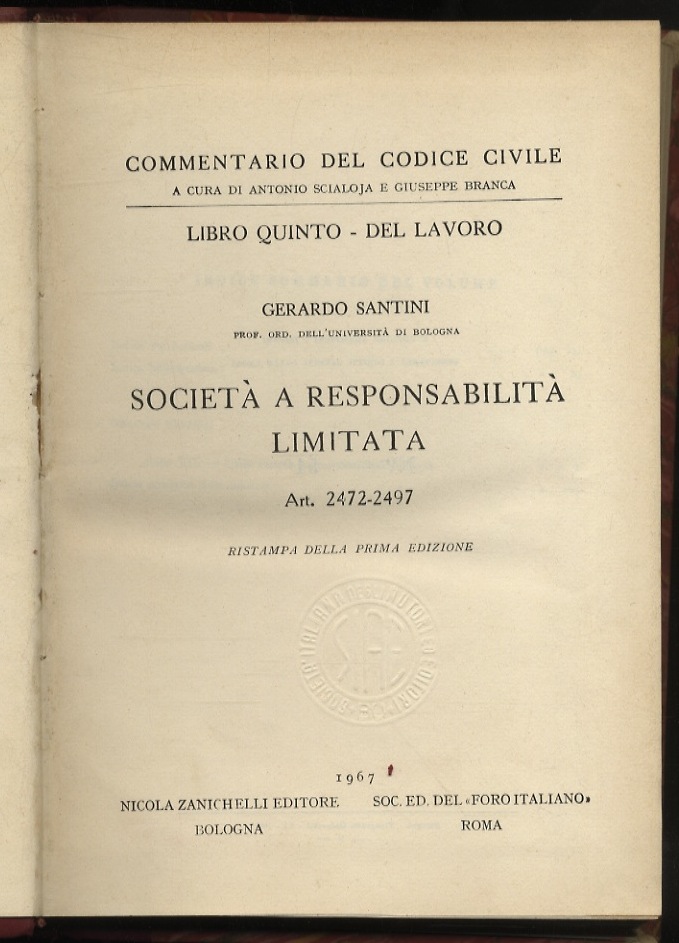 COMMENTARIO DEL CODICE CIVILE
A CURA DI ANTONIO SCIALOJA E GIUSEPPE BRANCA
LIBRO QUINTO - DEL LAVORO
GERARDO SANTINI
PROF. ORD. DELL'UNIVERSITÀ DI BOLOGNA
SOCIETÀ A RESPONSABILITÀ
LIMITATA
Art. 2472-2497
RISTAMPA DELLA PRIMA EDIZIONE
SIAE
1967
NICOLA ZANICHELLI EDITORE SOC. ED. DEL «FORO ITALIANO»
BOLOGNA ROMA